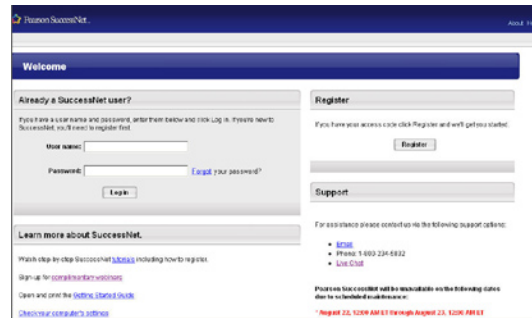 Pearson SuccessNet.
About
Welcome
Already a SuccessNet user?
If you have a user name and password, enter them below and click Log in. If you're new to
SuccessNet, you'll need to register first.
User name:
Password:
Forgot your password?
Log in
Learn more about SuccessNet.
Watch step-by-step SuccessNet tutorials including how to register.
Sign-up for complimentary webinars
Open and print the Getting Started Guide
Check your computer's settings
Register
If you have your access code click Register and we'll get you started.
Register
Support
For assistance please contact us via the following support options:
Email
Phone: 1-800-234-5832
Live Chat
Pearson SuccessNet will be unavailable on the following dates
due to scheduled maintenance:
* August 22, 12:00 AM ET through August 23, 12:00 AM ET